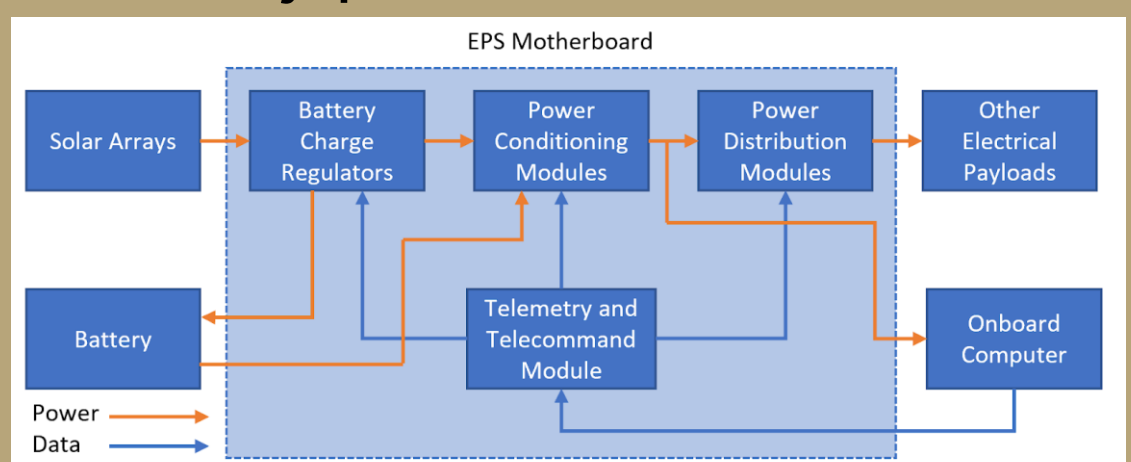 EPS Motherboard
Solar Arrays
Battery
Charge
Regulators
Power
Conditioning
Modules
Power
Distribution
Modules
Other
Electrical
Payloads
Battery
Telemetry and
Telecommand
Module
Onboard
Computer
Power
Data